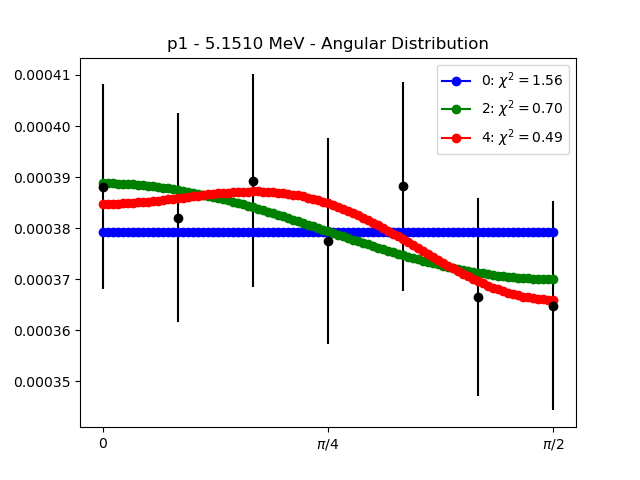 p1 - 5.1510 MeV - Angular Distribution
0: χ² = 1.56
2: χ² = 0.70
4: χ² = 0.49
0.00041
0.00040
0.00039
0.00038
0.00037
0.00036
0.00035
0 π/4 π/2